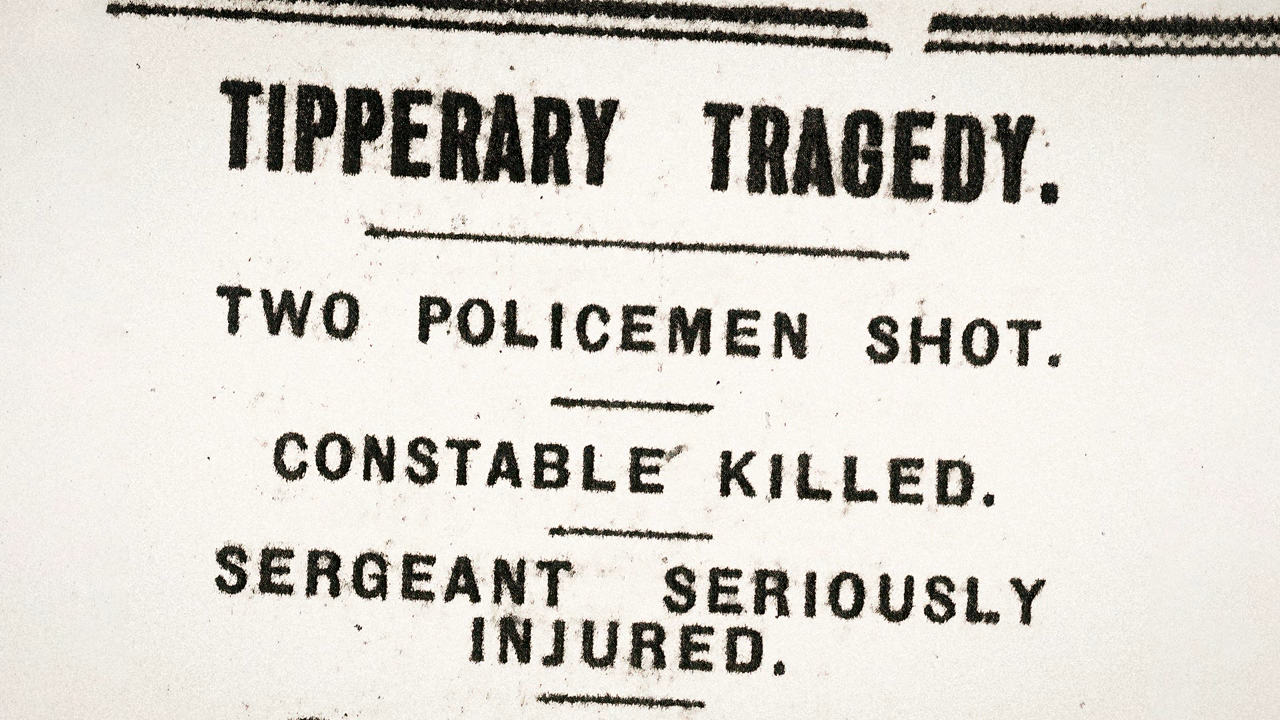 TIPPERARY TRAGEDY.
TWO POLICEMEN SHOT.
CONSTABLE KILLED.
SERGEANT SERIOUSLY
INJURED.